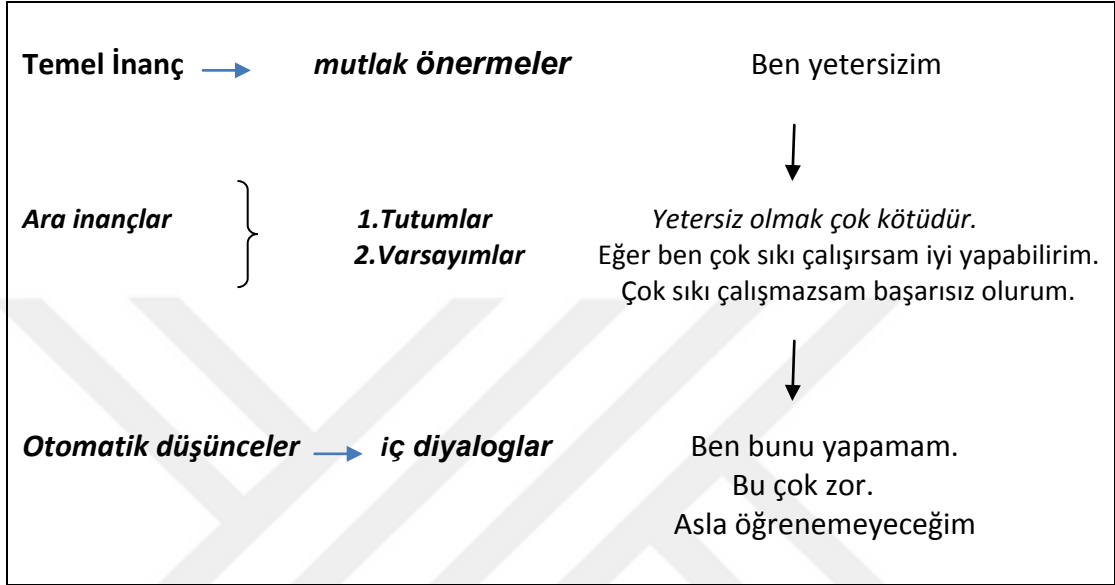 Temel İnanç mutlak önermeler Ben yetersizim
Ara inançlar 1.Tutumlar Yetersiz olmak çok kötüdür.
2.Varsayımlar Eğer ben çok sıkı çalışırsam iyi yapabilirim.
Çok sıkı çalışmazsam başarısız olurum.
Otomatik düşünceler iç diyaloglar Ben bunu yapamam.
Bu çok zor.
Asla öğrenemeyeceğim